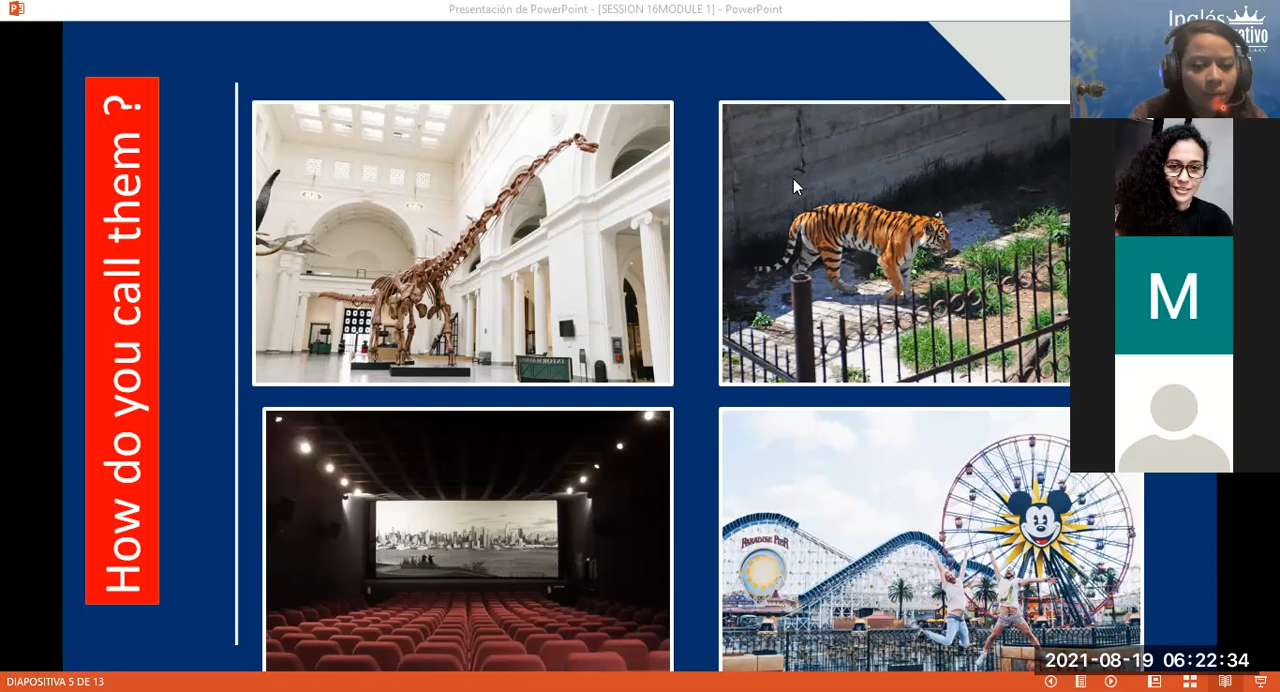 Presentación de PowerPoint - [SESSION 16MODULE 1] - PowerPoint
Inglés
How do you call them ?
INFORMATION
PARADISE PIER
M
2021-08-19 06:22:34
DIAPOSITIVA 5 DE 13